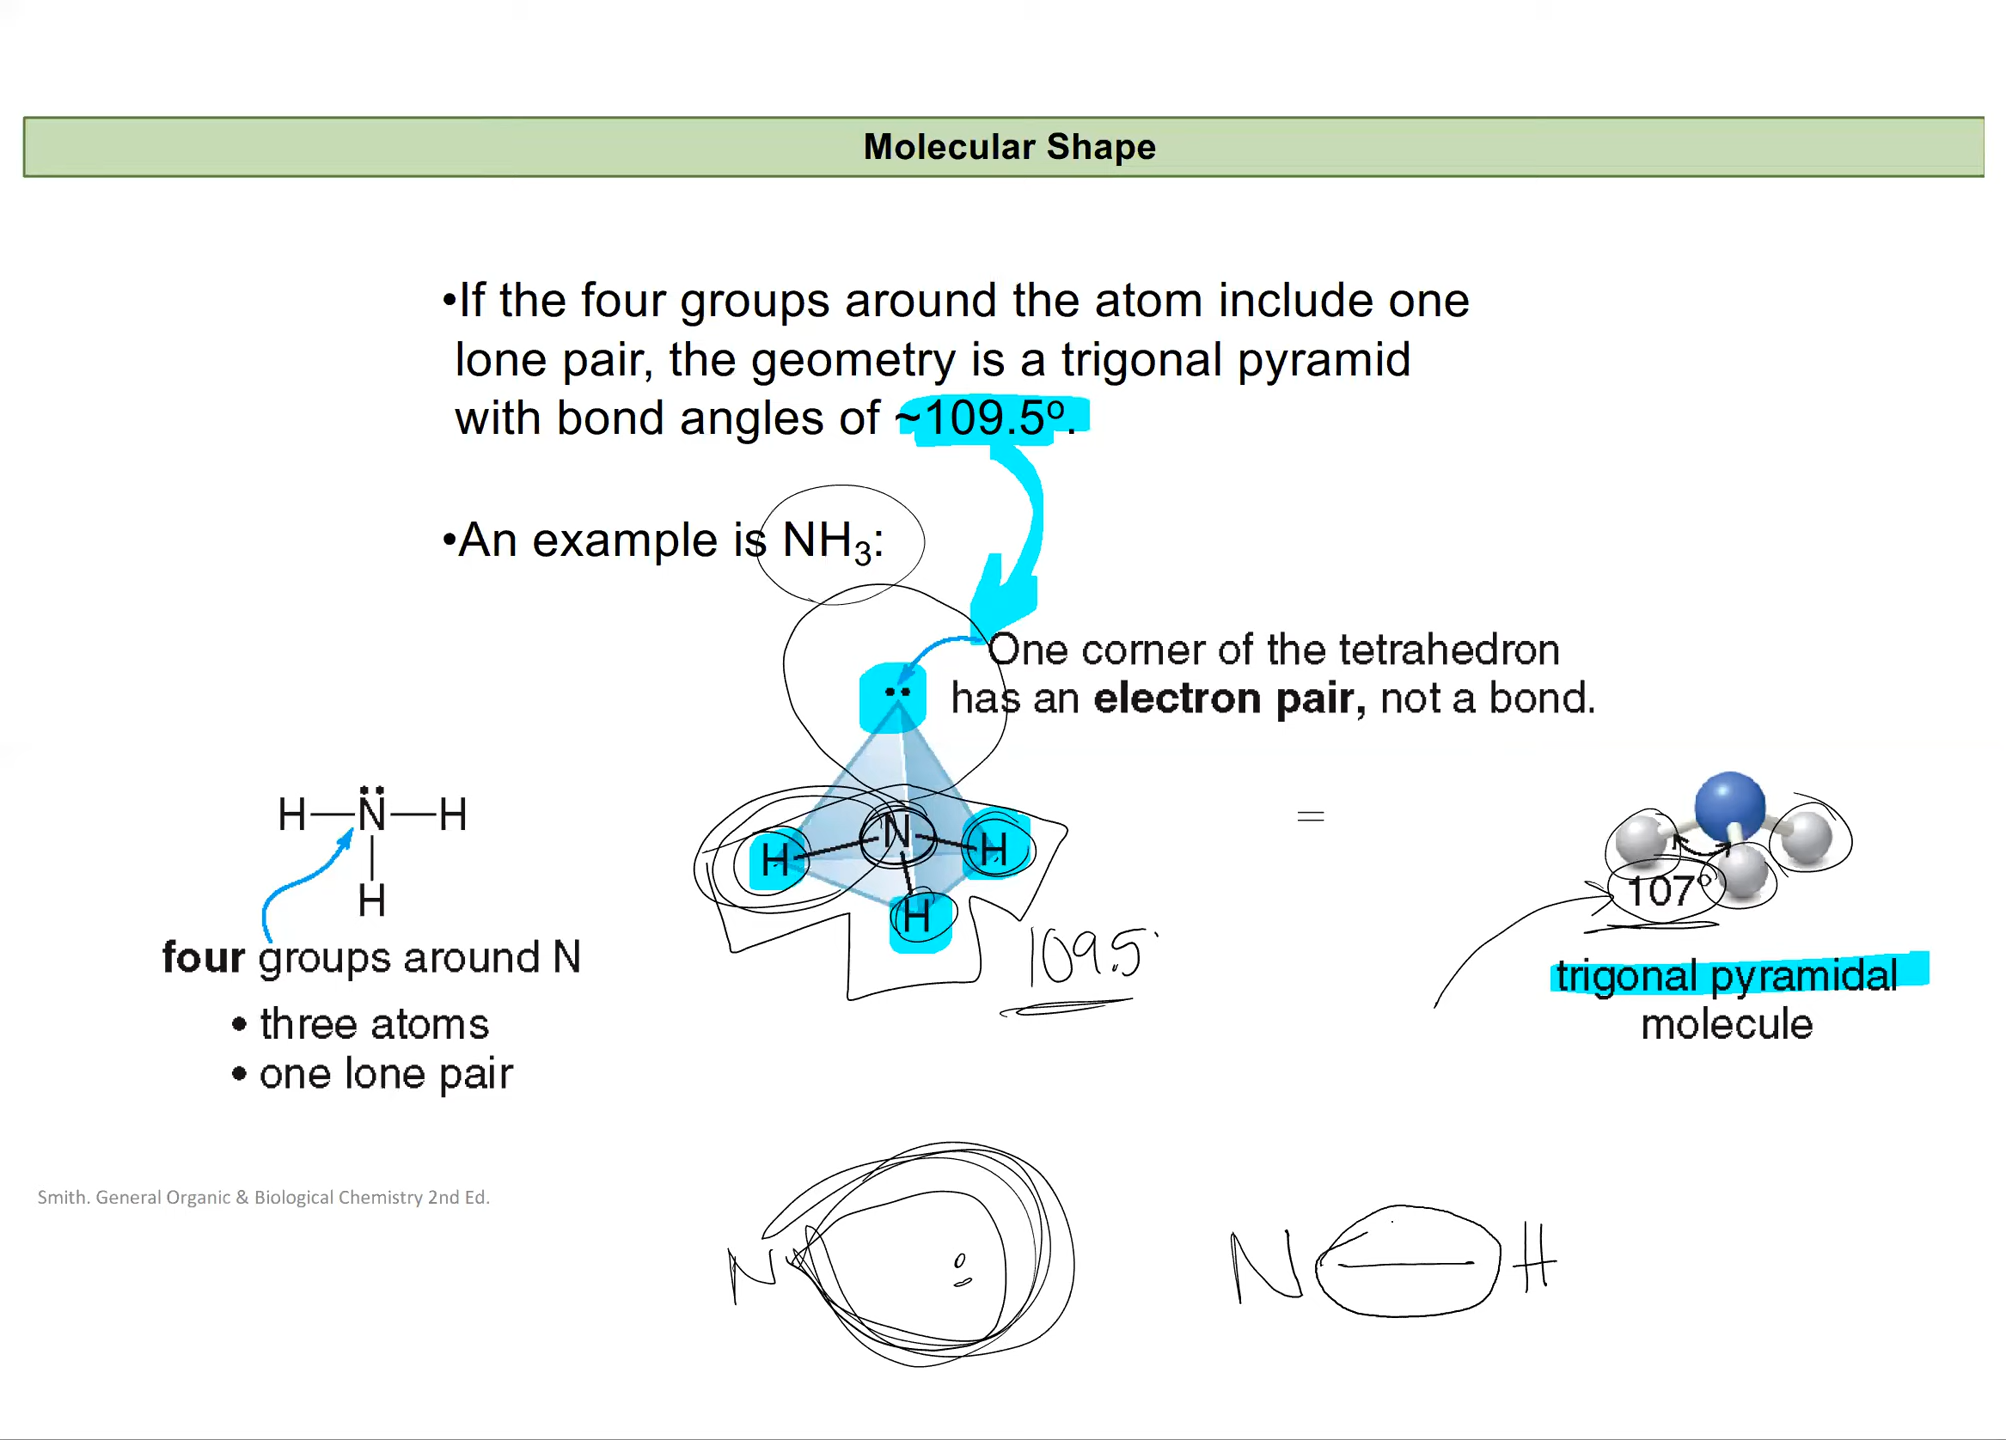 Molecular Shape
•If the four groups around the atom include one
lone pair, the geometry is a trigonal pyramid
with bond angles of ~109.5º.
•An example is NH₃:
One corner of the tetrahedron
has an electron pair, not a bond.
H—N̈—H
H
four groups around N
• three atoms
• one lone pair
N
H
H
H
109.5°
=
107°
trigonal pyramidal
molecule
Smith. General Organic & Biological Chemistry 2nd Ed.
N
N — H